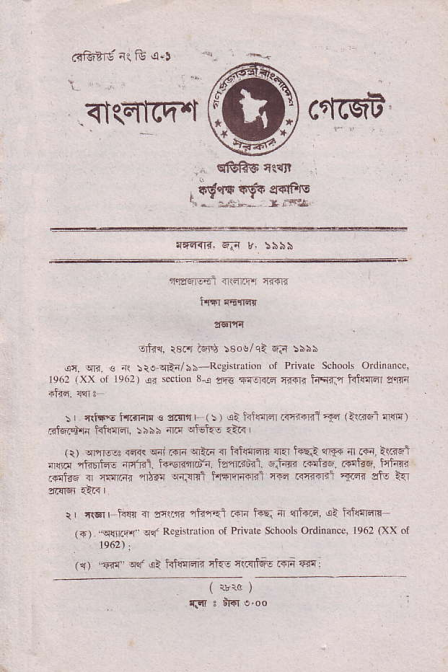 রেজিষ্টার্ড নং ডি এ-১
বাংলাদেশ
গণপ্রজাতন্ত্রী বাংলাদেশ
সরকার
গেজেট
অতিরিক্ত সংখ্যা
কর্তৃপক্ষ কর্তৃক প্রকাশিত
মঙ্গলবার, জুন ৮, ১৯৯৯
গণপ্রজাতন্ত্রী বাংলাদেশ সরকার
শিক্ষা মন্ত্রণালয়
প্রজ্ঞাপন
তারিখ, ২৪শে জ্যৈষ্ঠ ১৪০৬/৭ই জুন ১৯৯৯
এস, আর, ও নং ১২৩-আইন/৯৯—Registration of Private Schools Ordinance,
1962 (XX of 1962) এর section 8-এ প্রদত্ত ক্ষমতাবলে সরকার নিম্নরূপ বিধিমালা প্রণয়ন
করিল, যথাঃ—
১। সংক্ষিপ্ত শিরোনাম ও প্রয়োগ।—(১) এই বিধিমালা বেসরকারী স্কুল (ইংরেজী মাধ্যম)
রেজিষ্ট্রেশন বিধিমালা, ১৯৯৯ নামে অভিহিত হইবে।
(২) আপাততঃ বলবৎ অন্য কোন আইনে বা বিধিমালায় যাহা কিছুই থাকুক না কেন, ইংরেজী
মাধ্যমে পরিচালিত নার্সারী, কিন্ডারগার্টেন, প্রিপারেটরী, জুনিয়র কেমব্রিজ, কেমব্রিজ, সিনিয়র
কেমব্রিজ বা সমমানের পাঠক্রম অনুযায়ী শিক্ষাদানকারী সকল বেসরকারী স্কুলের প্রতি ইহা
প্রযোজ্য হইবে।
২। সংজ্ঞা।—বিষয় বা প্রসংগের পরিপন্থী কোন কিছু না থাকিলে, এই বিধিমালায়—
(ক) "অধ্যাদেশ" অর্থ Registration of Private Schools Ordinance, 1962 (XX of
1962);
(খ) "ফরম" অর্থ এই বিধিমালার সহিত সংযোজিত কোন ফরম;
( ২৮২৫ )
মূল্য : টাকা ৩.০০